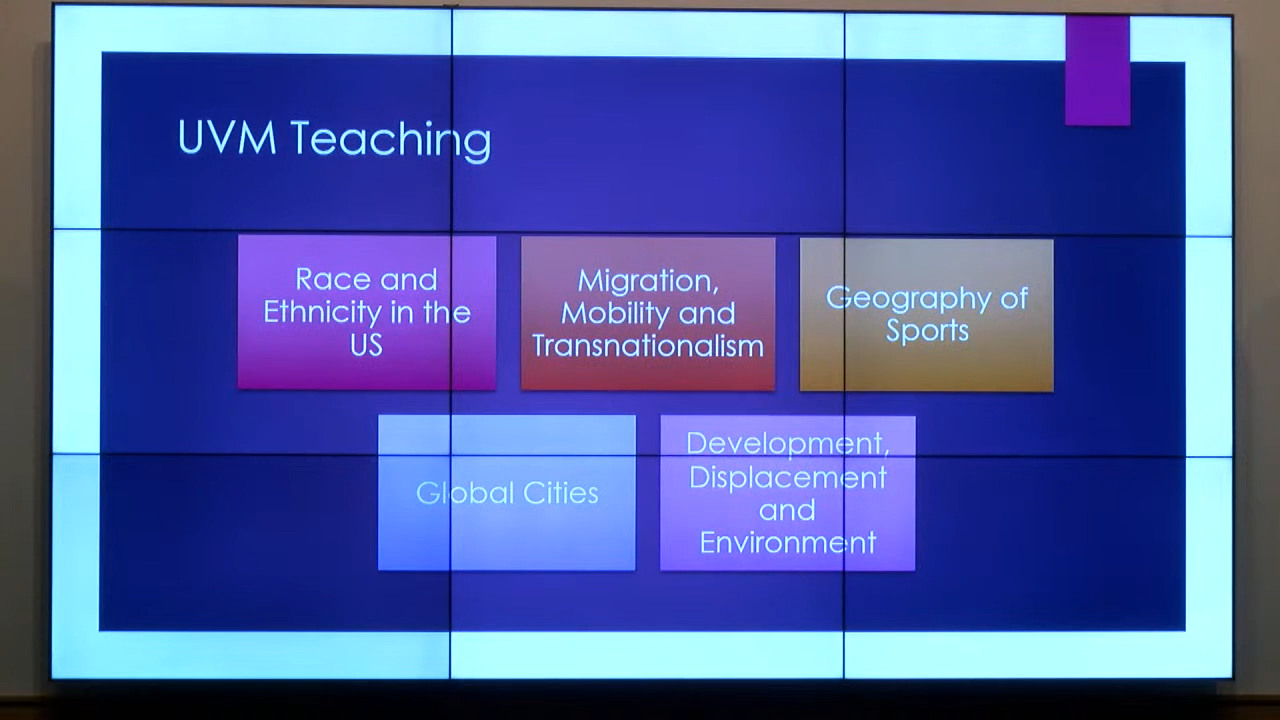 UVM Teaching
Race and
Ethnicity in the
US
Migration,
Mobility and
Transnationalism
Geography of
Sports
Global Cities
Development,
Displacement
and
Environment